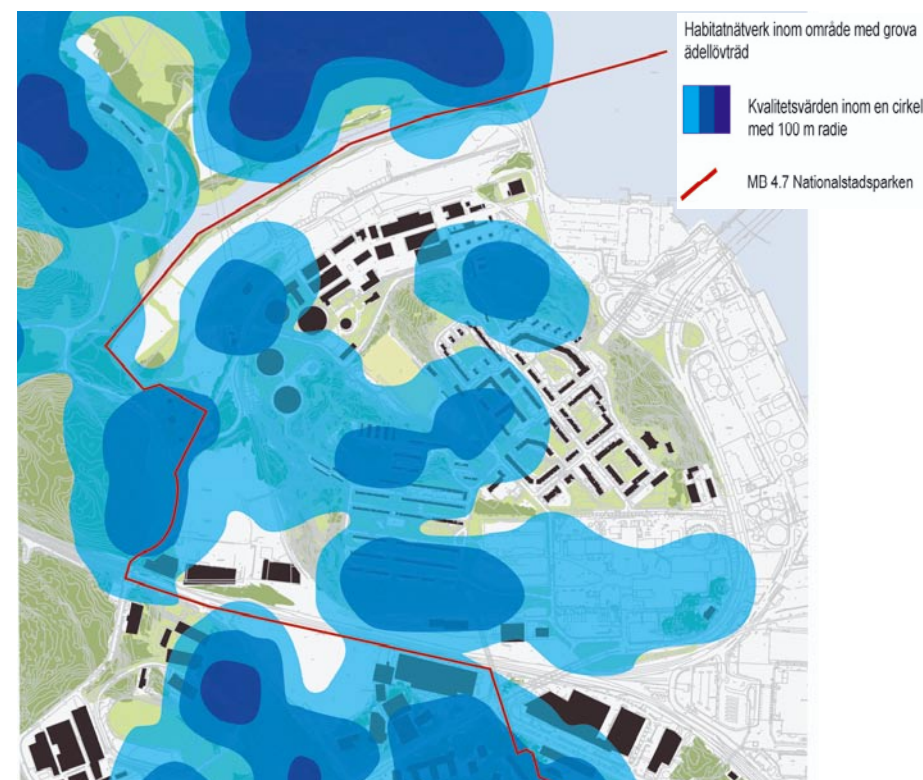 Habitatnätverk inom område med grova
ädellövträd
Kvalitetsvärden inom en cirkel
med 100 m radie
MB 4.7 Nationalstadsparken